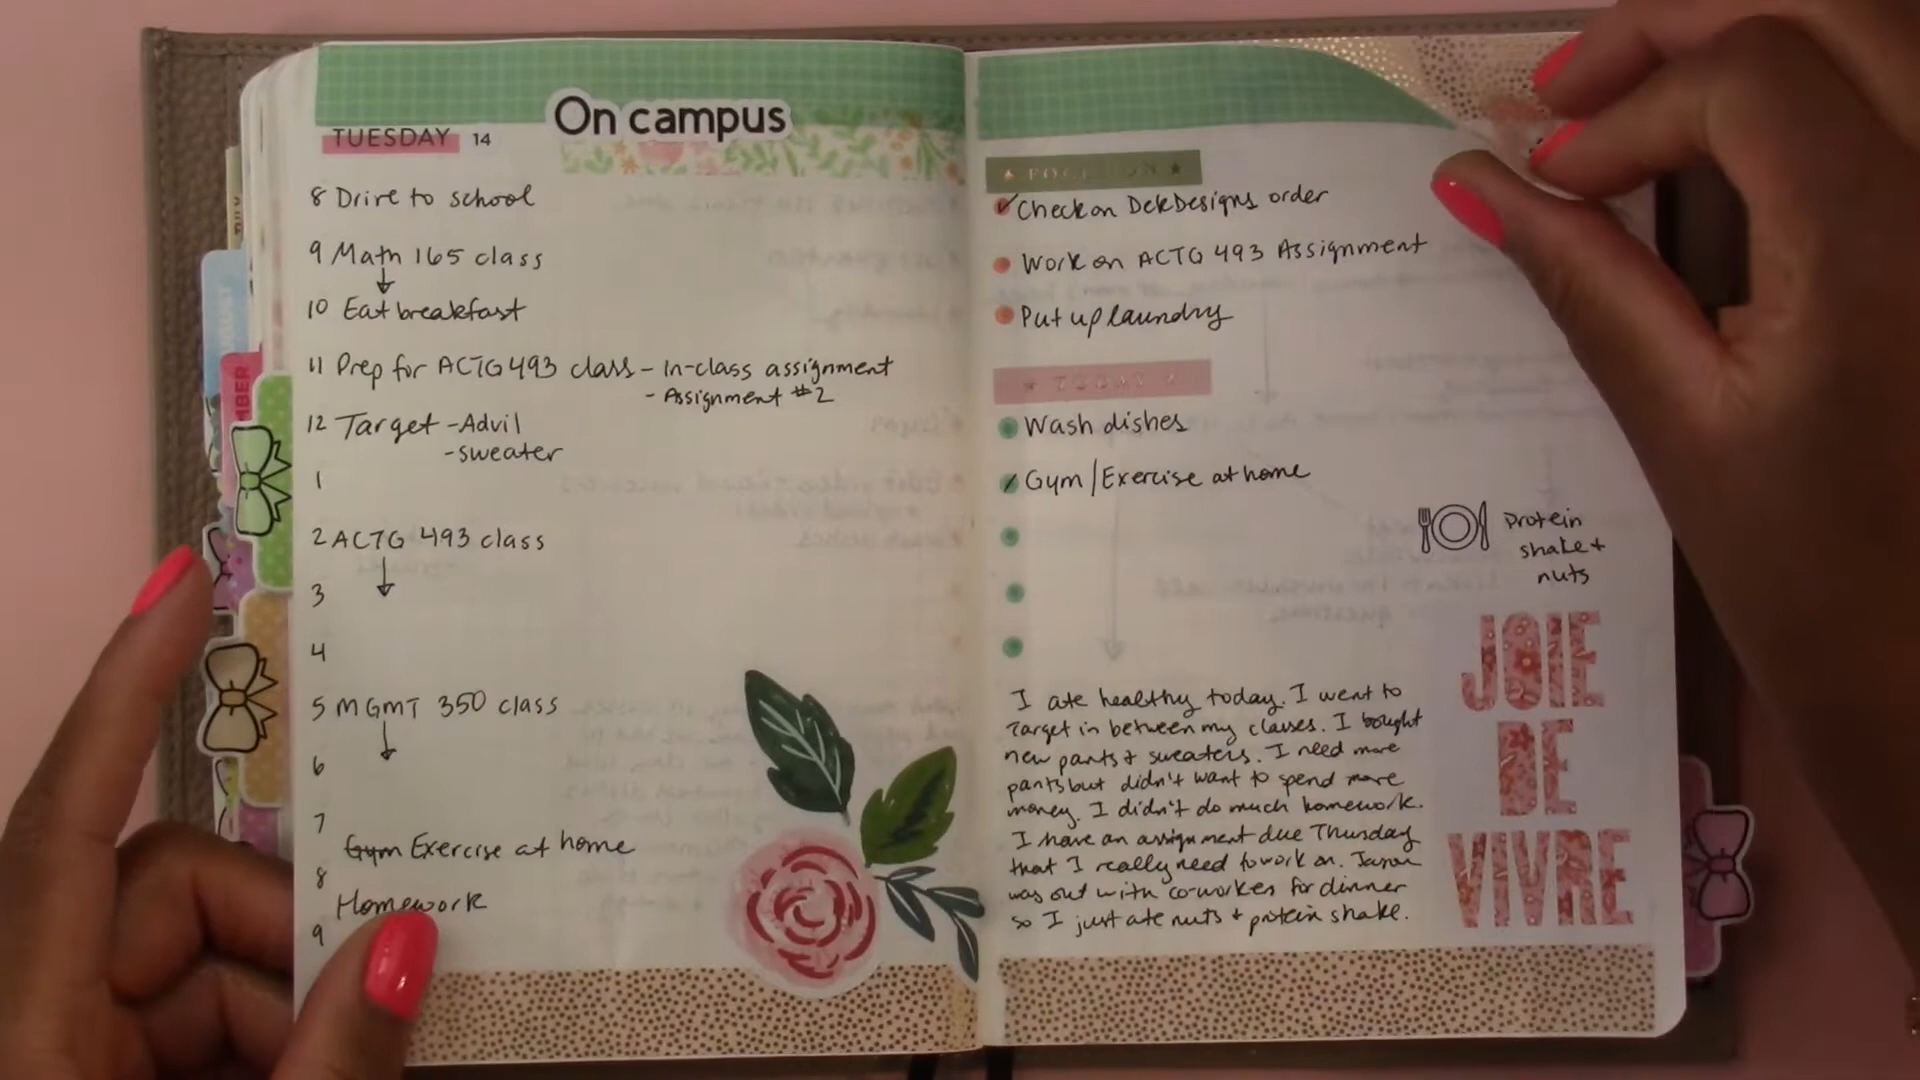 On campus
TUESDAY 14
8 Drive to school
9 Math 165 class
10 Eat breakfast
11 Prep for ACTG 493 class - In-class assignment
- Assignment #2
12 Target - Advil
- sweater
1
2 ACTG 493 class
3
4
5 MGMT 350 class
6
7
Gym Exercise at home
8
Homework
9
Check on DekDesigns order
Work on ACTG 493 Assignment
Put up laundry
TODAY
Wash dishes
Gym/Exercise at home
Protein
shake +
nuts
I ate healthy today. I went to
Target in between my classes. I bought
new pants + sweaters. I need more
pants but didn't want to spend more
money. I didn't do much homework.
I have an assignment due Thursday
that I really need to work on. Jason
was out with co-workers for dinner
so I just ate nuts + protein shake.
JOIE
DE
VIVRE